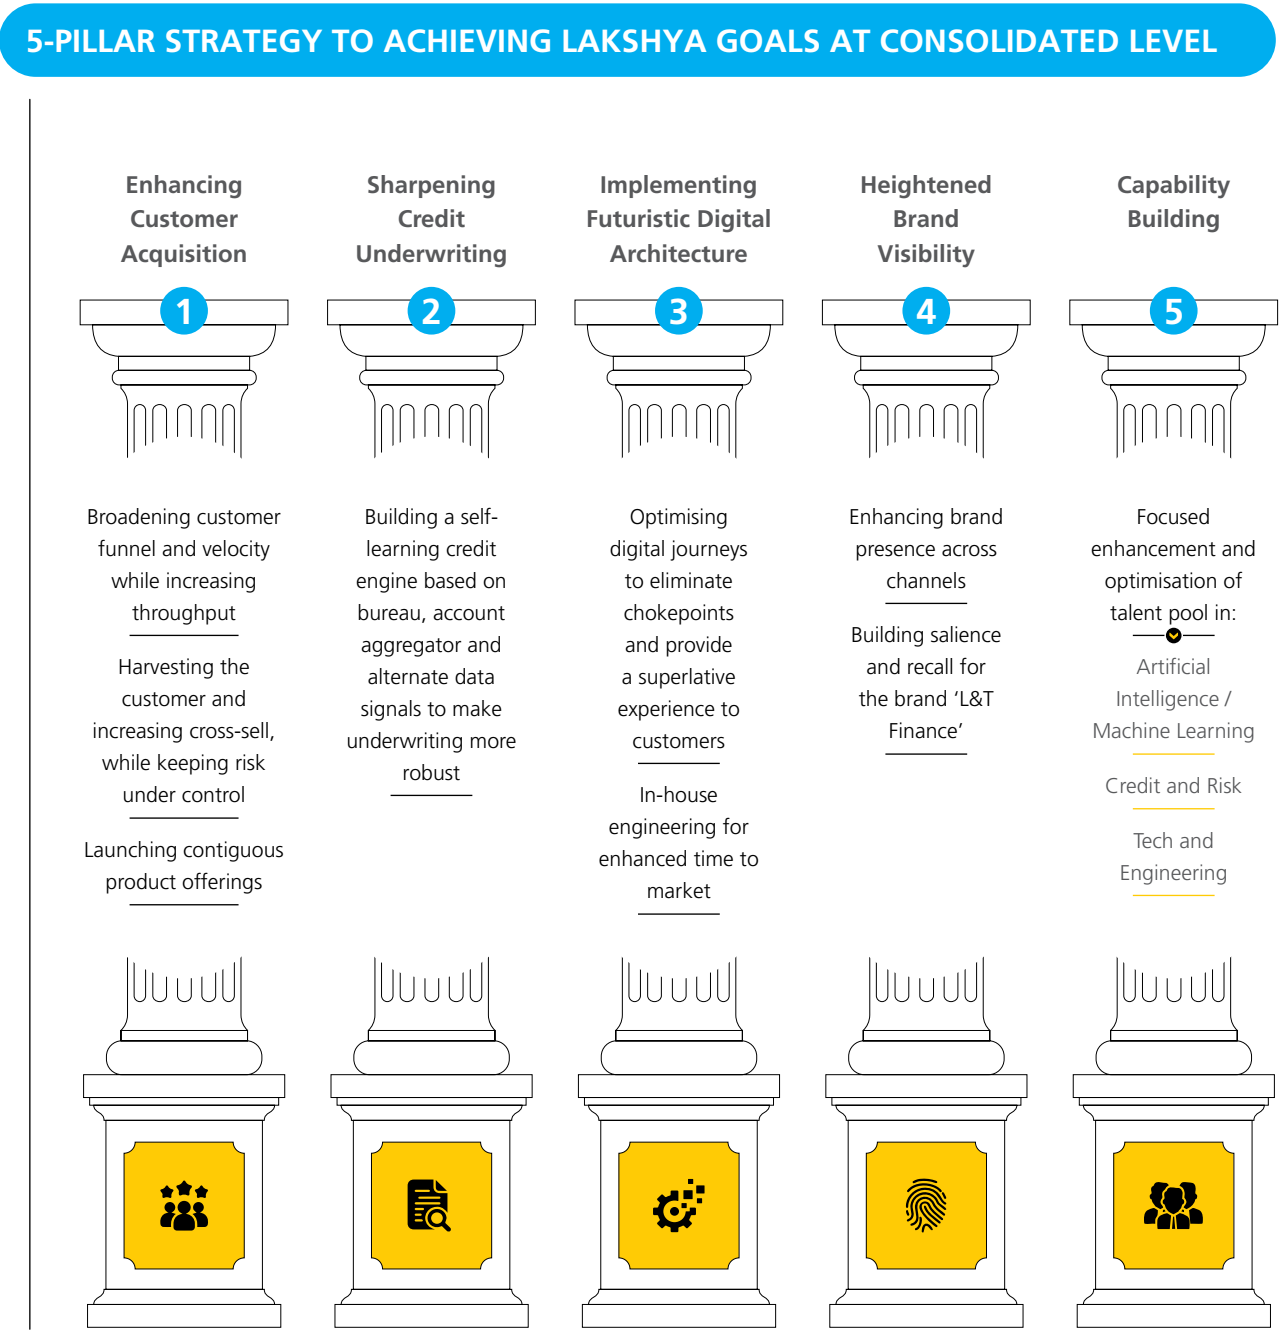 5-PILLAR STRATEGY TO ACHIEVING LAKSHYA GOALS AT CONSOLIDATED LEVEL
Enhancing
Customer
Acquisition
1
Broadening customer
funnel and velocity
while increasing
throughput
Harvesting the
customer and
increasing cross-sell,
while keeping risk
under control
Launching contiguous
product offerings
Sharpening
Credit
Underwriting
2
Building a self-
learning credit
engine based on
bureau, account
aggregator and
alternate data
signals to make
underwriting more
robust
Implementing
Futuristic Digital
Architecture
3
Optimising
digital journeys
to eliminate
chokepoints
and provide
a superlative
experience to
customers
In-house
engineering for
enhanced time to
market
Heightened
Brand
Visibility
4
Enhancing brand
presence across
channels
Building salience
and recall for
the brand ‘L&T
Finance’
Capability
Building
5
Focused
enhancement and
optimisation of
talent pool in:
Artificial
Intelligence /
Machine Learning
Credit and Risk
Tech and
Engineering